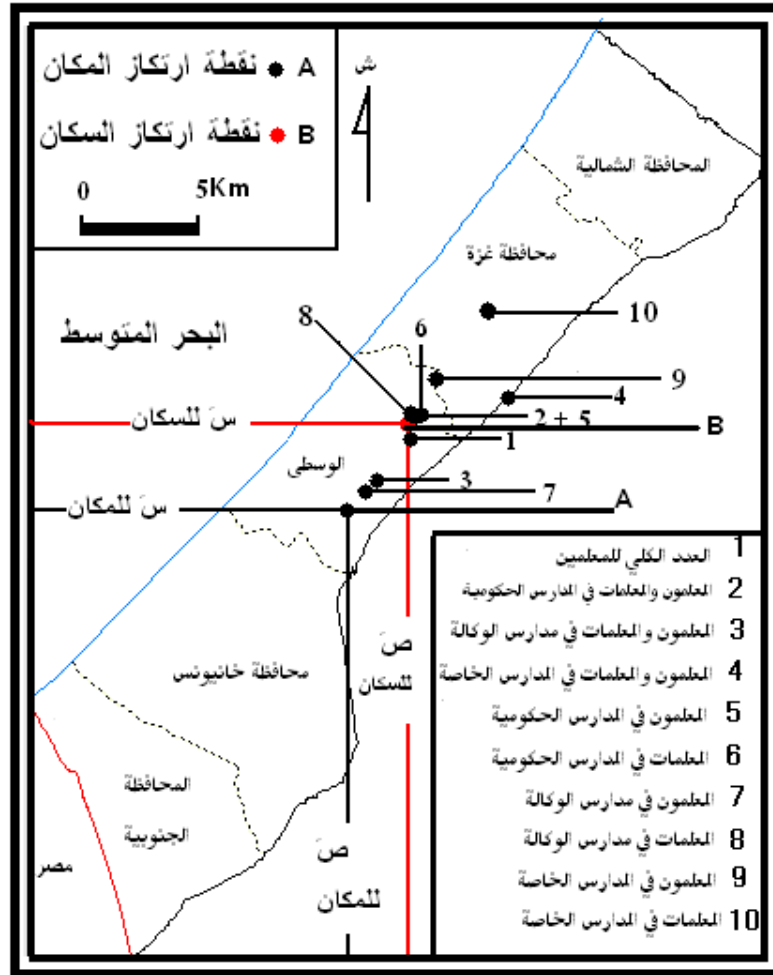 A نقطة ارتكاز المكان
B نقطة ارتكاز السكان
0 5Km
ش
المحافظة الشمالية
محافظة غزة
البحر المتوسط
8
6
10
9
4
2 + 5
B
1
سَ للسكان
الوسطى
3
7
سَ للمكان
A
صَ
للسكان
محافظة خانيونس
المحافظة
الجنوبية
مصر
صَ
للمكان
1 العدد الكلي للمعلمين
2 المعلمون والمعلمات في المدارس الحكومية
3 المعلمون و المعلمات في مدارس الوكالة
4 المعلمون و المعلمات في المدارس الخاصة
5 المعلمون في المدارس الحكومية
6 المعلمات في المدارس الحكومية
7 المعلمون في مدارس الوكالة
8 المعلمات في مدارس الوكالة
9 المعلمون في المدارس الخاصة
10 المعلمات في المدارس الخاصة